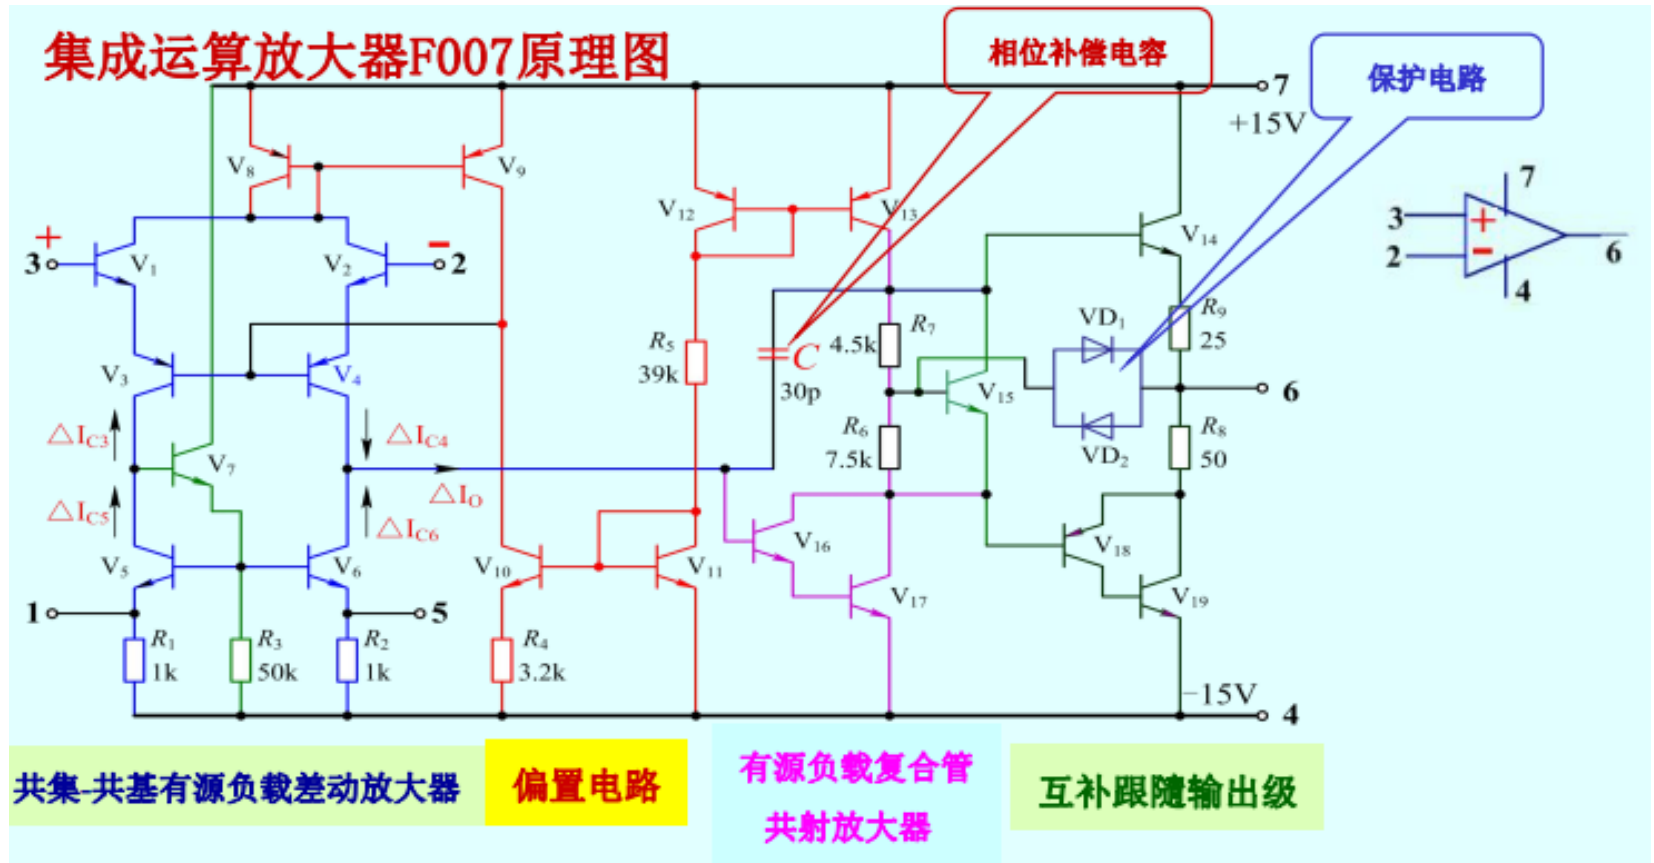 集成运算放大器F007原理图
相位补偿电容
保护电路
7
+15V
V8
V9
V12
V13
V14
+
3
V1
V2
−
2
R9
25
R7
4.5k
VD1
R5
39k
C
30p
V3
V4
V15
6
△IC3
△IC4
R6
7.5k
VD2
R8
50
V7
△IO
△IC5
△IC6
V5
V6
V10
V11
V16
V17
V18
V19
1
5
R1
1k
R3
50k
R2
1k
R4
3.2k
−15V
4
7
3
+
2
−
6
4
共集-共基有源负载差动放大器
偏置电路
有源负载复合管
共射放大器
互补跟隨输出级